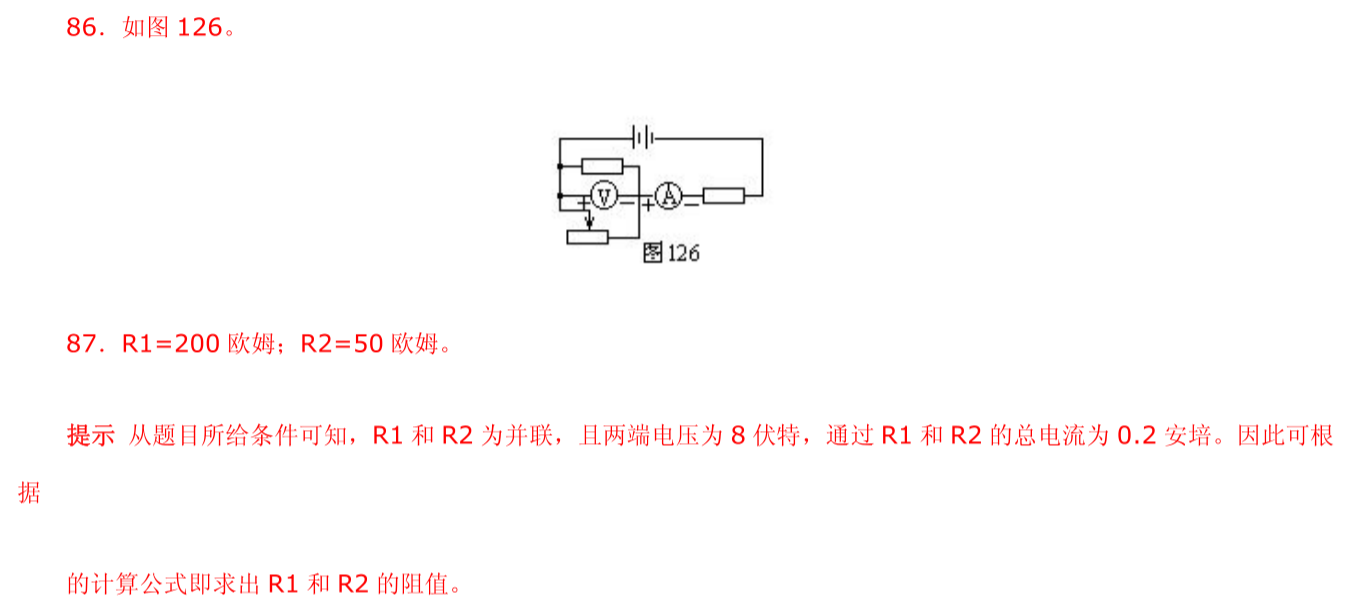 86．如图 126。
V
A
+
−
+
−
图126
87．R1=200 欧姆；R2=50 欧姆。
提示 从题目所给条件可知，R1 和 R2 为并联，且两端电压为 8 伏特，通过 R1 和 R2 的总电流为 0.2 安培。因此可根
据
的计算公式即求出 R1 和 R2 的阻值。